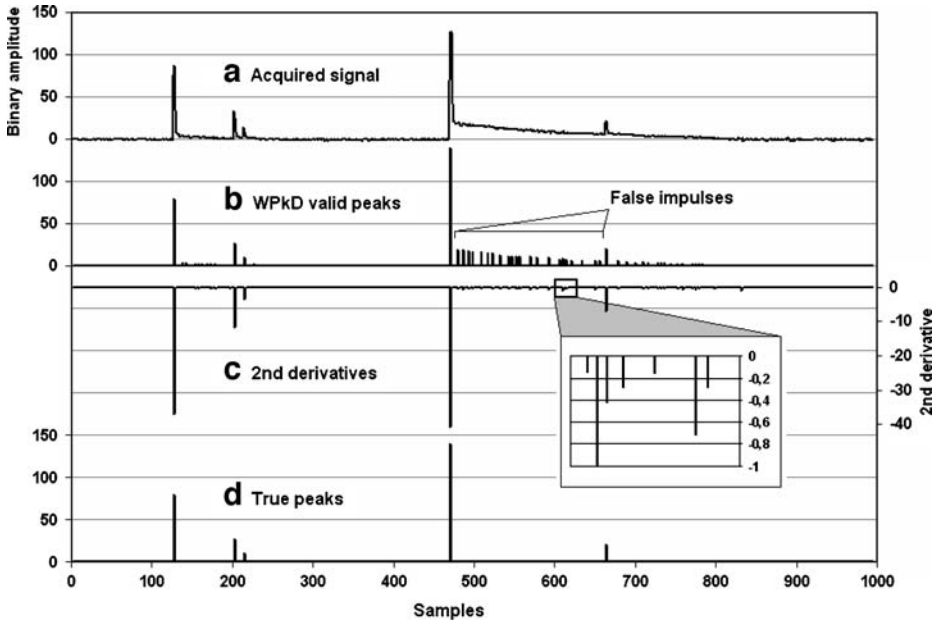 150
100
50
0
Binary amplitude
a Acquired signal
100
50
0
b WPkD valid peaks
False impulses
0
-10
-20
-30
-40
2nd derivative
c 2nd derivatives
0
-0,2
-0,4
-0,6
-0,8
-1
150
100
50
0
d True peaks
0 100 200 300 400 500 600 700 800 900 1000
Samples